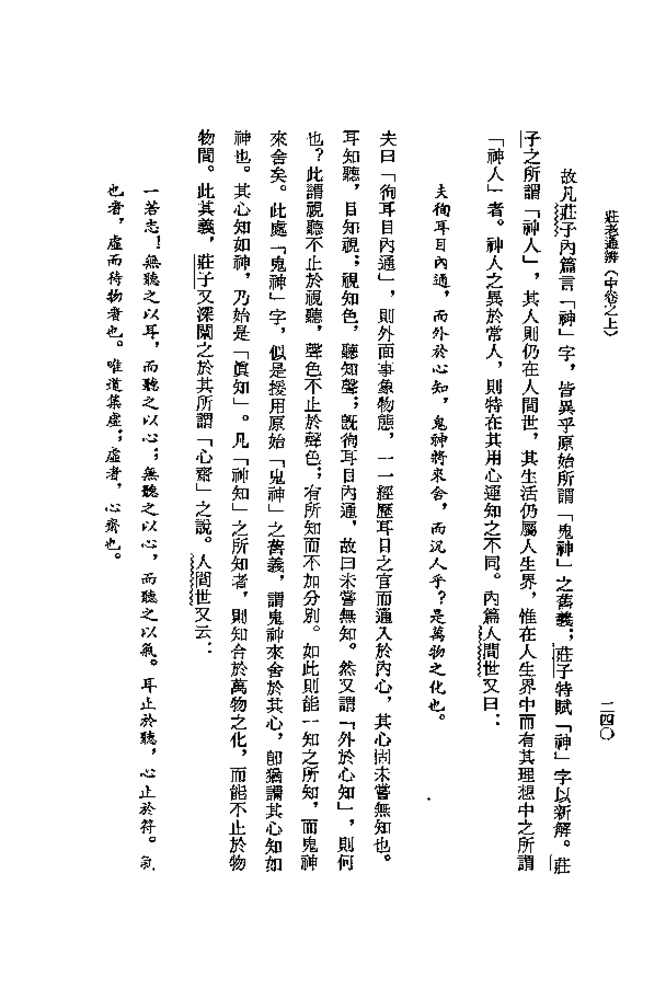 莊老通辨（中卷之上）
二四〇
故凡莊子內篇言「神」字，皆異乎原始所謂「鬼神」之舊義；莊子特賦「神」字以新解。莊
子之所謂「神人」，其人則仍在人間世，其生活仍屬人生界，惟在人生界中而有其理想中之所謂
「神人」者。神人之異於常人，則特在其用心運知之不同。內篇人間世又曰：
夫徇耳目內通，而外於心知，鬼神將來舍，而況人乎？是萬物之化也。
夫曰「徇耳目內通」，則外面事象物態，一一經歷耳目之官而通入於內心，其心固未嘗無知也。
耳知聽，目知視；視知色，聽知聲；既徇耳目內通，故曰未嘗無知。然又謂「外於心知」，則何
也？此謂視聽不止於視聽，聲色不止於聲色；有所知而不加分別。如此則能一知之所知，而鬼神
來舍矣。此處「鬼神」字，似是援用原始「鬼神」之舊義，謂鬼神來舍於其心，卽猶謂其心知如
神也。其心知如神，乃始是「眞知」。凡「神知」之所知者，則知合於萬物之化，而能不止於物
物間。此其義，莊子又深闡之於其所謂「心齋」之說。人間世又云：
一若志！無聽之以耳，而聽之以心；無聽之以心，而聽之以氣。耳止於聽，心止於符。氣
也者，虛而待物者也。唯道集虛；虛者，心齋也。